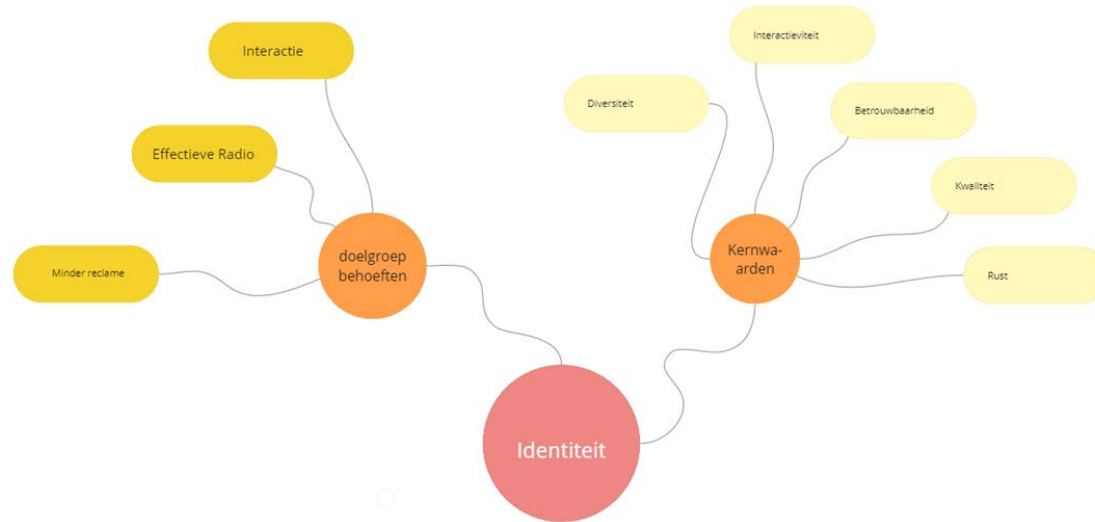 Interactie
Effectieve Radio
Minder reclame
doelgroep
behoeften
Interactieviteit
Diversiteit
Betrouwbaarheid
Kwaliteit
Rust
Kernwa-
arden
Identiteit